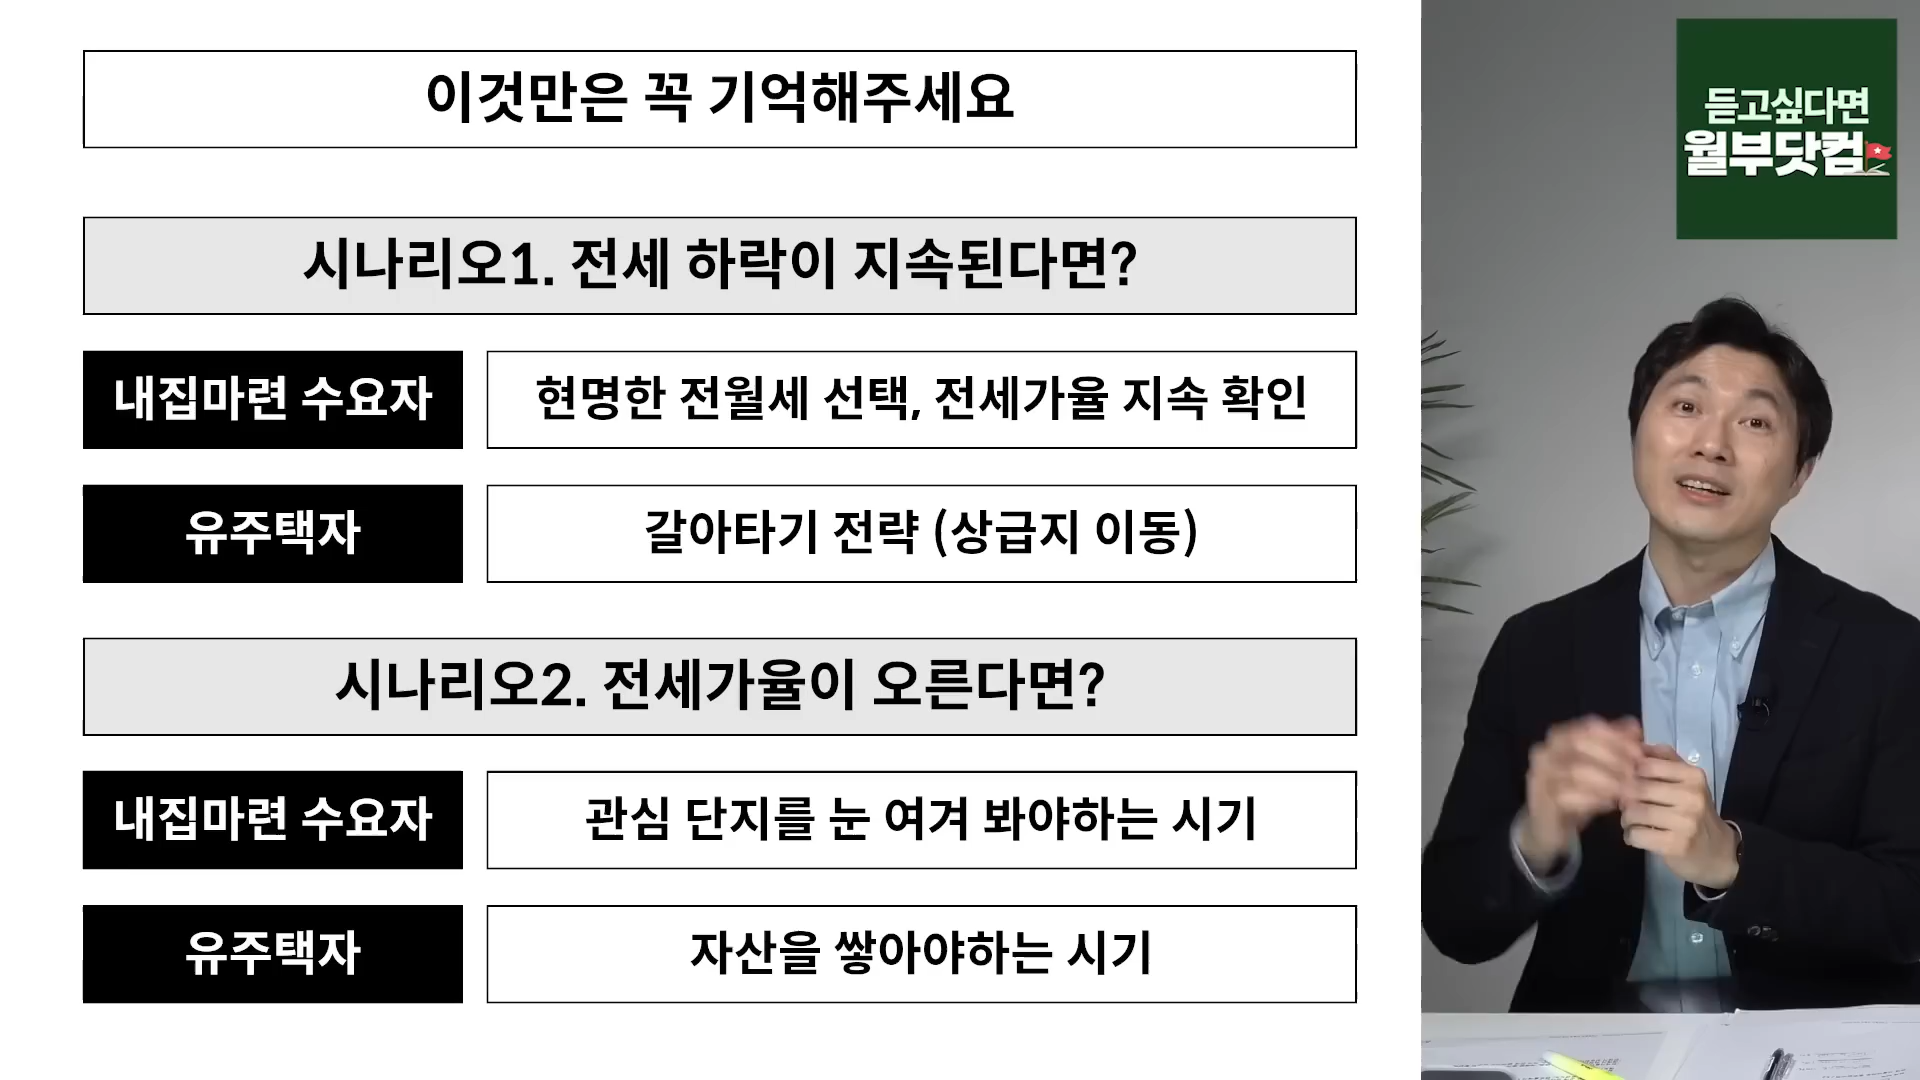 이것만은 꼭 기억해주세요
시나리오1. 전세 하락이 지속된다면?
내집마련 수요자
현명한 전월세 선택, 전세가율 지속 확인
유주택자
갈아타기 전략 (상급지 이동)
시나리오2. 전세가율이 오른다면?
내집마련 수요자
관심 단지를 눈 여겨 봐야하는 시기
유주택자
자산을 쌓아야하는 시기
듣고싶다면
월부닷컴